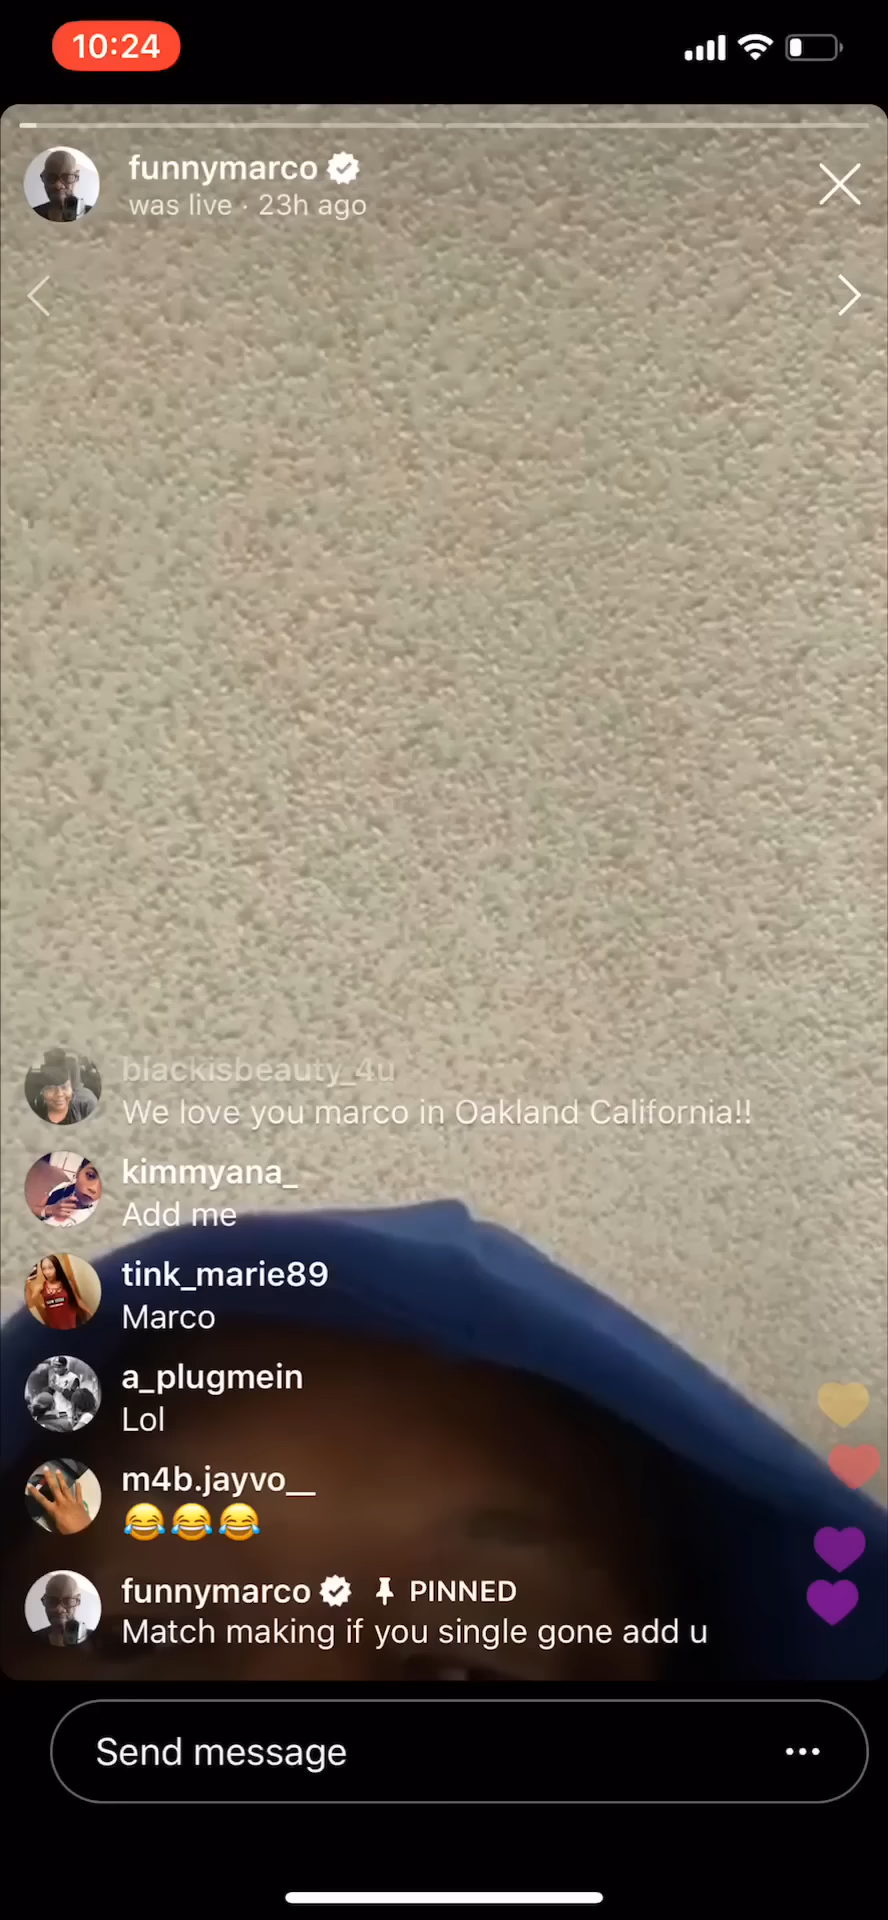 10:24
funnymarco
was live · 23h ago
blackisbeauty_4u
We love you marco in Oakland California!!
kimmyana_
Add me
tink_marie89
Marco
a_plugmein
Lol
m4b.jayvo__
😂😂😂
funnymarco PINNED
Match making if you single gone add u
Send message